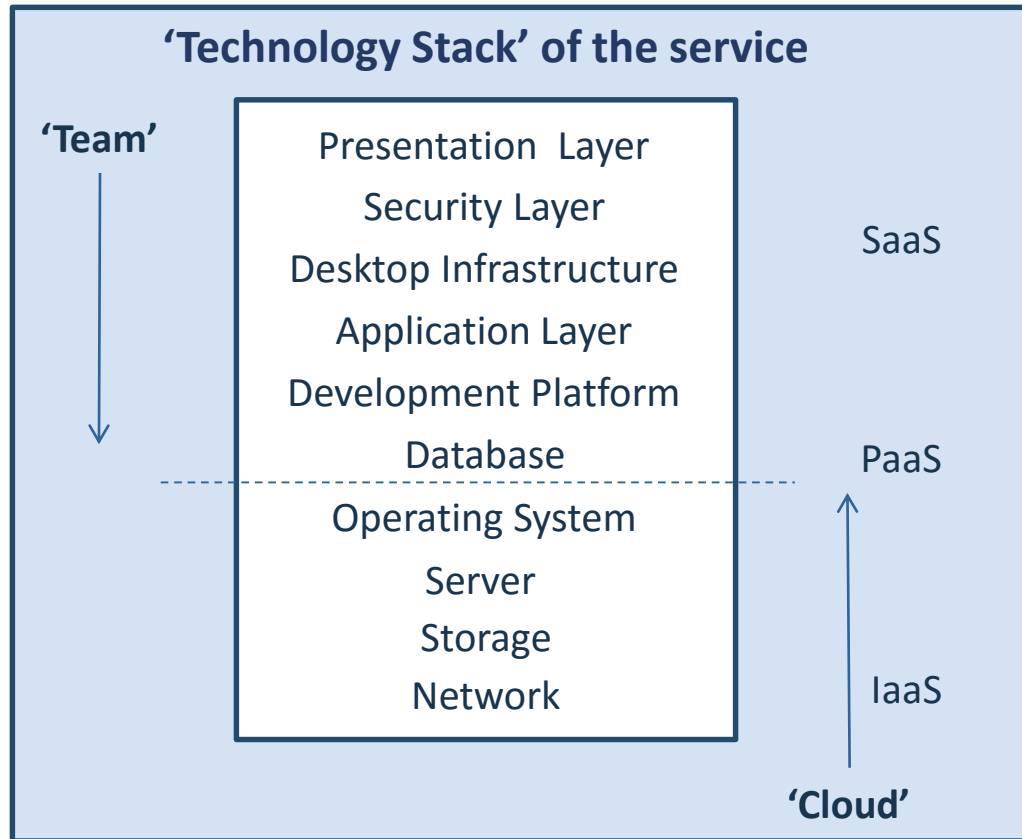 ‘Technology Stack’ of the service
‘Team’
Presentation Layer
Security Layer
Desktop Infrastructure
Application Layer
Development Platform
Database
Operating System
Server
Storage
Network
SaaS
PaaS
IaaS
‘Cloud’